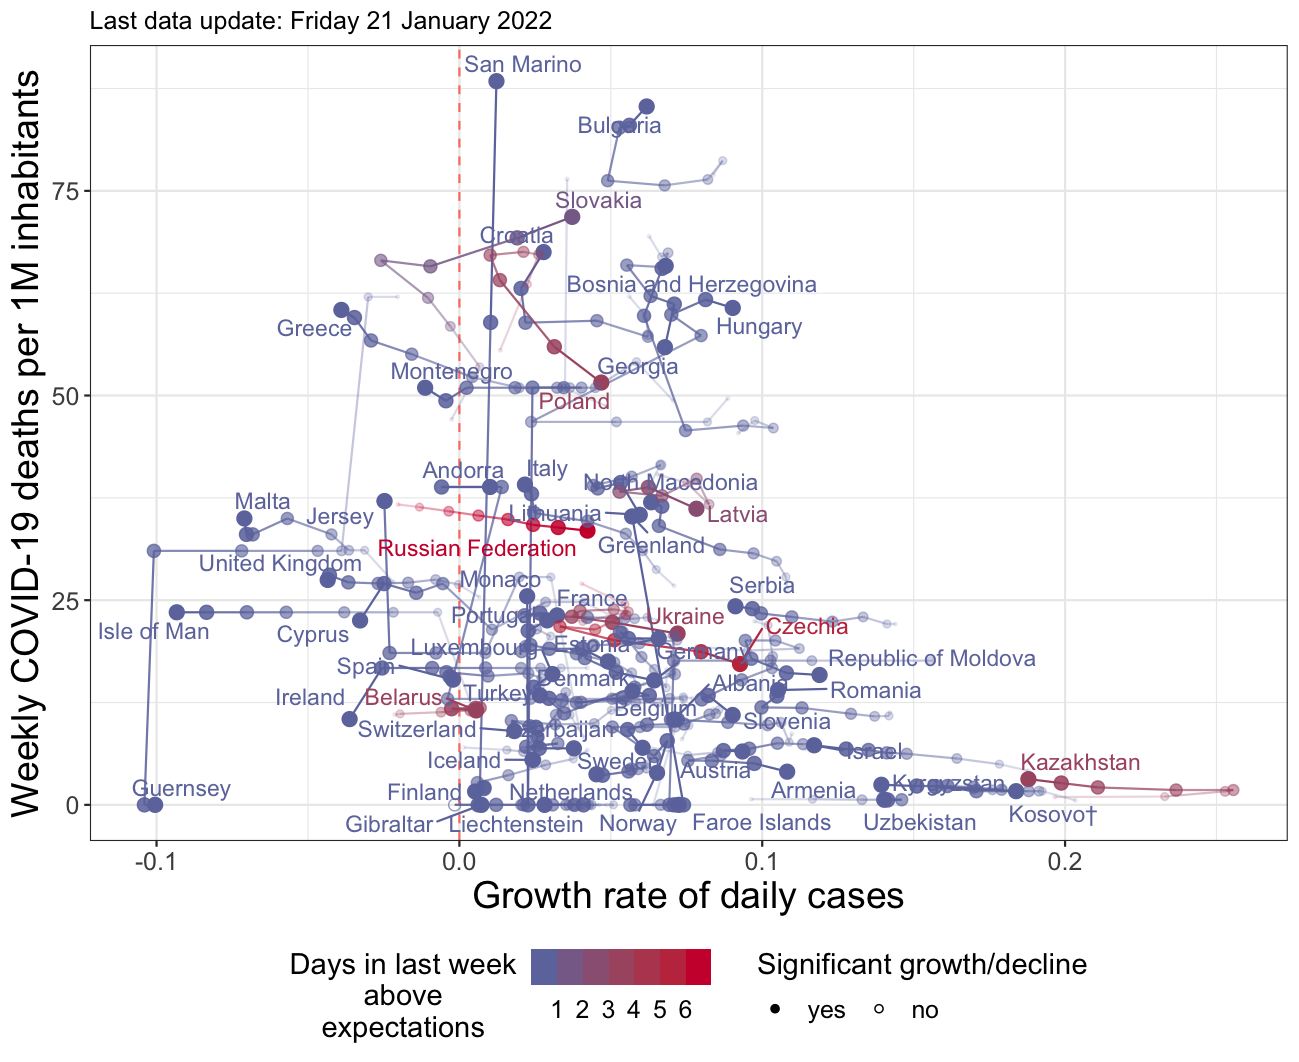 Last data update: Friday 21 January 2022
Weekly COVID-19 deaths per 1M inhabitants
75
50
25
0
San Marino
Bulgaria
Slovakia
Croatia
Bosnia and Herzegovina
Greece
Hungary
Montenegro
Georgia
Poland
Andorra
Italy
North Macedonia
Malta
Jersey
Lithuania
Latvia
Russian Federation
Greenland
United Kingdom
Monaco
Serbia
France
Portugal
Ukraine
Isle of Man
Cyprus
Czechia
Luxembourg
Estonia
Germany
Republic of Moldova
Spain
Denmark
Albania
Romania
Ireland
Belarus
Turkey
Belgium
Slovenia
Switzerland
Azerbaijan
Israel
Iceland
Sweden
Austria
Kazakhstan
Guernsey
Finland
Netherlands
Armenia
Kyrgyzstan
Gibraltar
Liechtenstein
Norway
Faroe Islands
Uzbekistan
Kosovo†
-0.1
0.0
0.1
0.2
Growth rate of daily cases
Days in last week
above
expectations
1 2 3 4 5 6
Significant growth/decline
yes
no